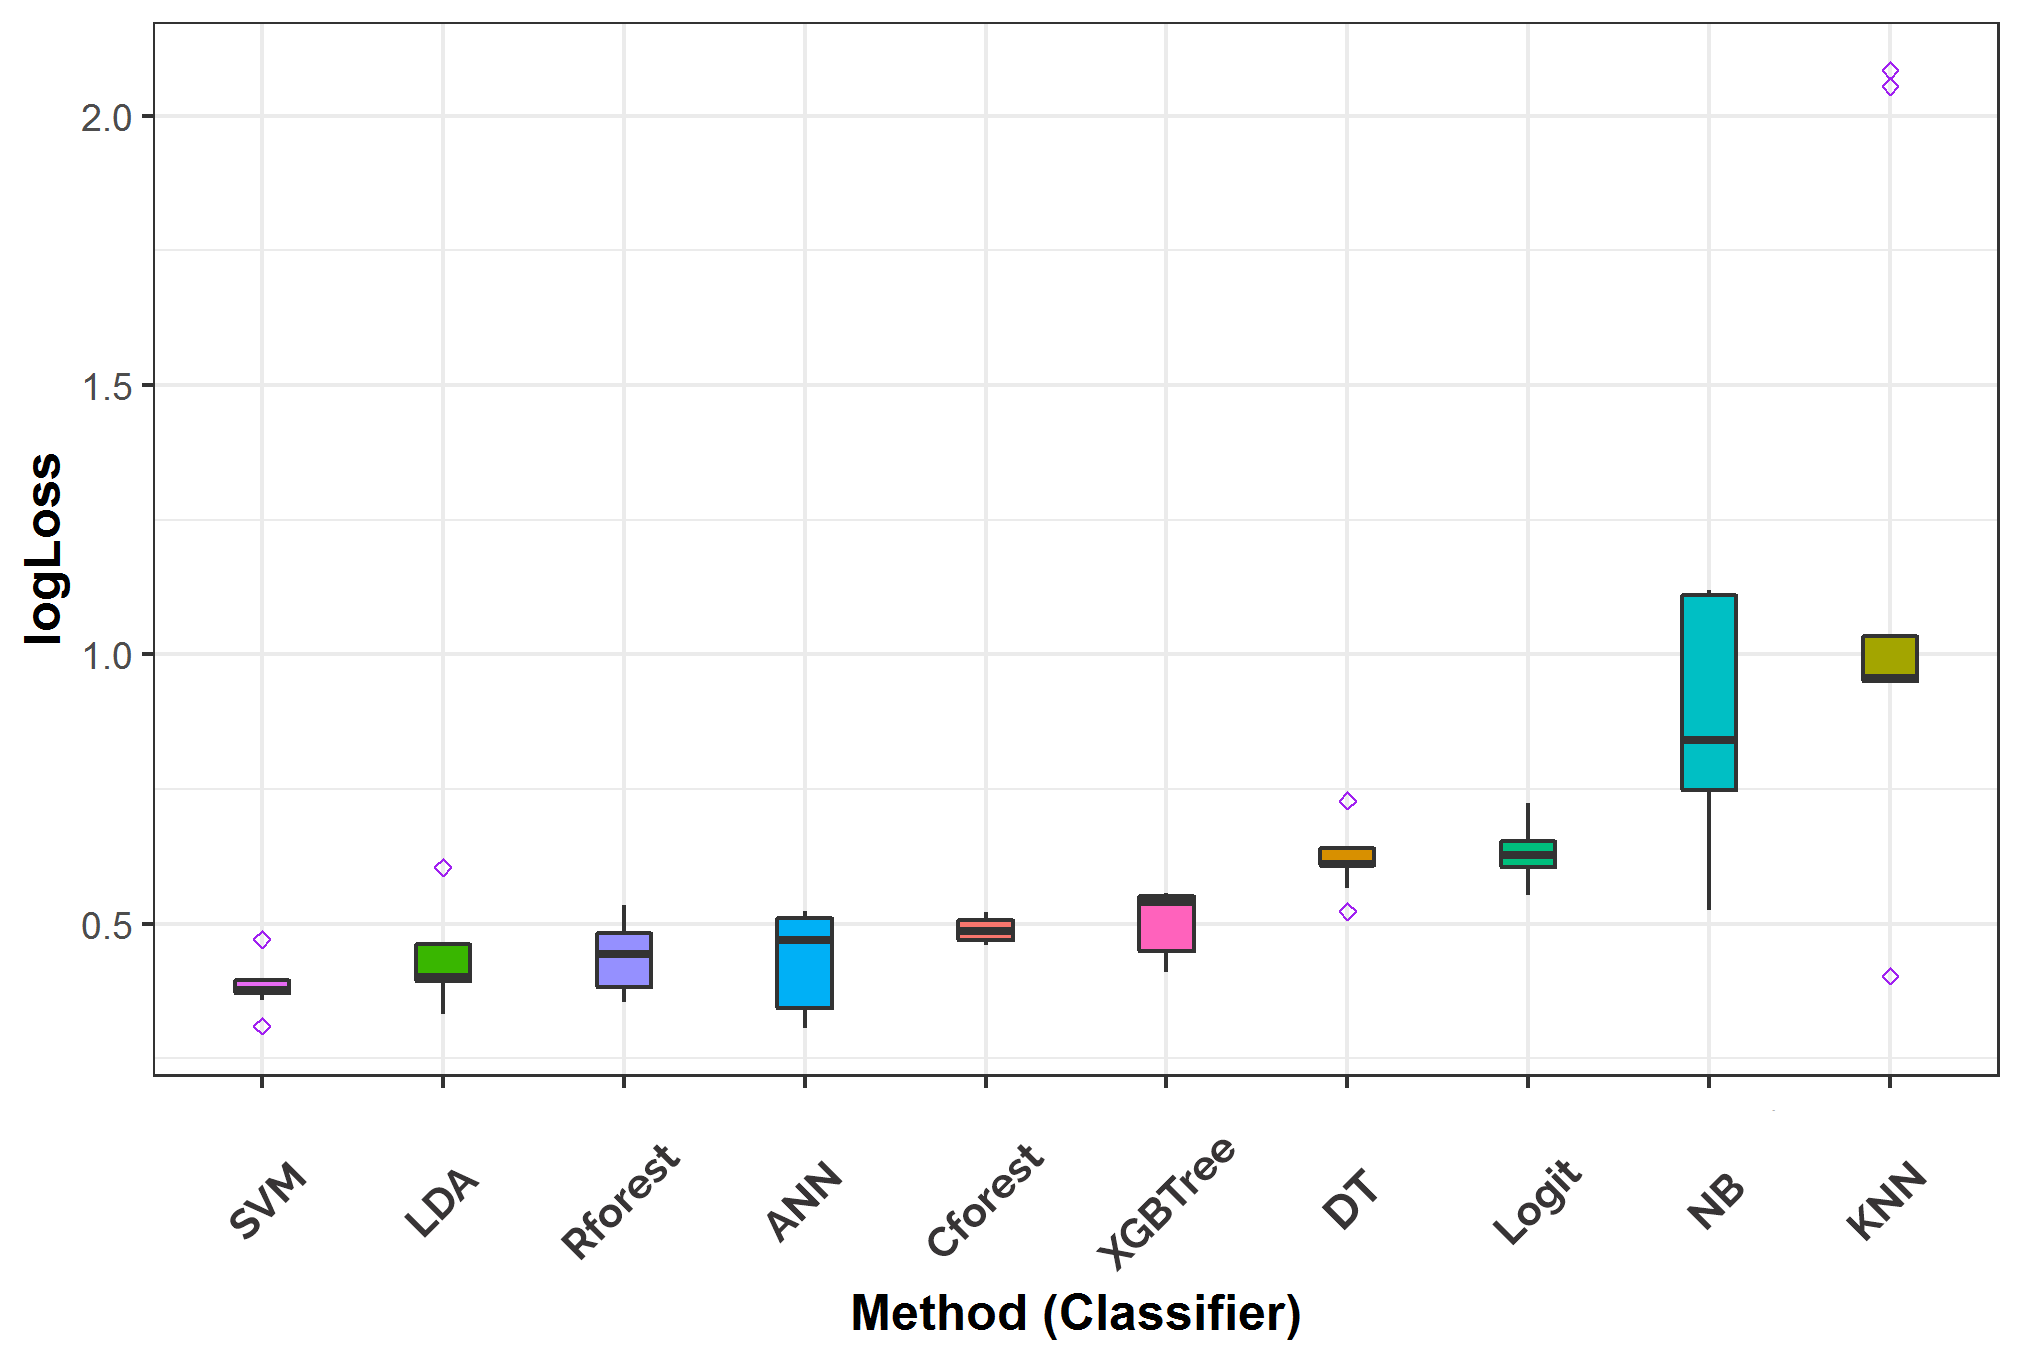 2.0
1.5
1.0
0.5
logLoss
SVM
LDA
Rforest
ANN
Cforest
XGBTree
DT
Logit
NB
KNN
Method (Classifier)